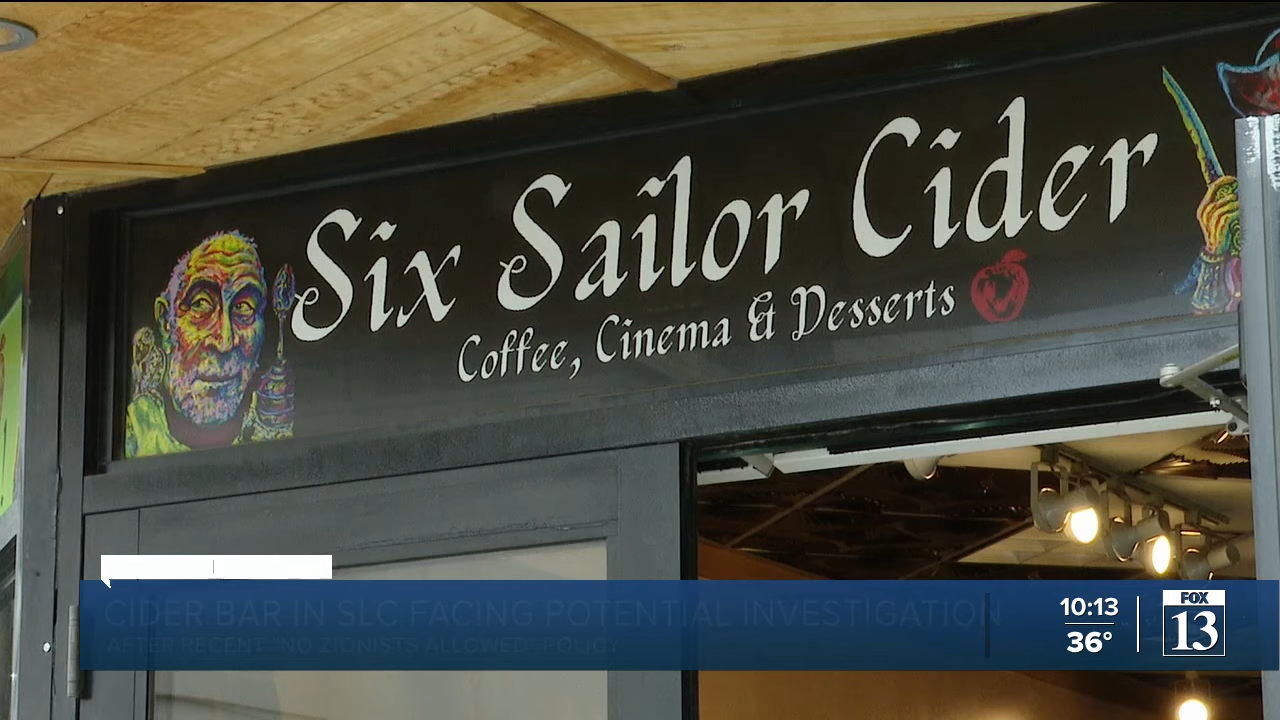 Six Sailor Cider
Coffee, Cinema & Desserts
CIDER BAR IN SLC FACING POTENTIAL INVESTIGATION
AFTER RECENT "NO ZIONISTS ALLOWED" POLICY
10:13
36°
FOX
13